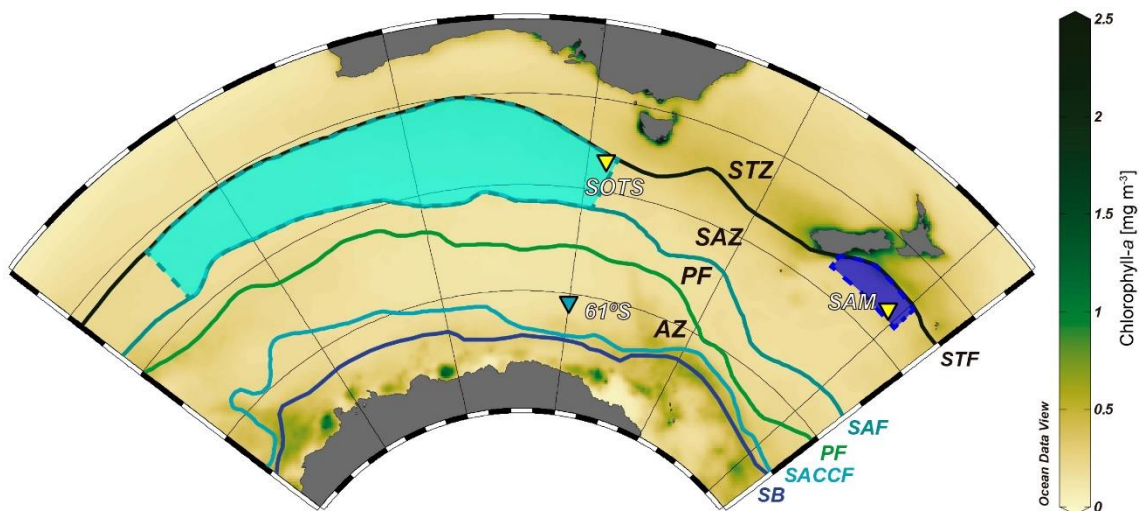 STZ
SOTS
SAZ
PF
SAM
61ºS
AZ
STF
SAF
PF
SACCF
SB
Ocean Data View
2.5
2
1.5
1
0.5
0
Chlorophyll-a [mg m-3]